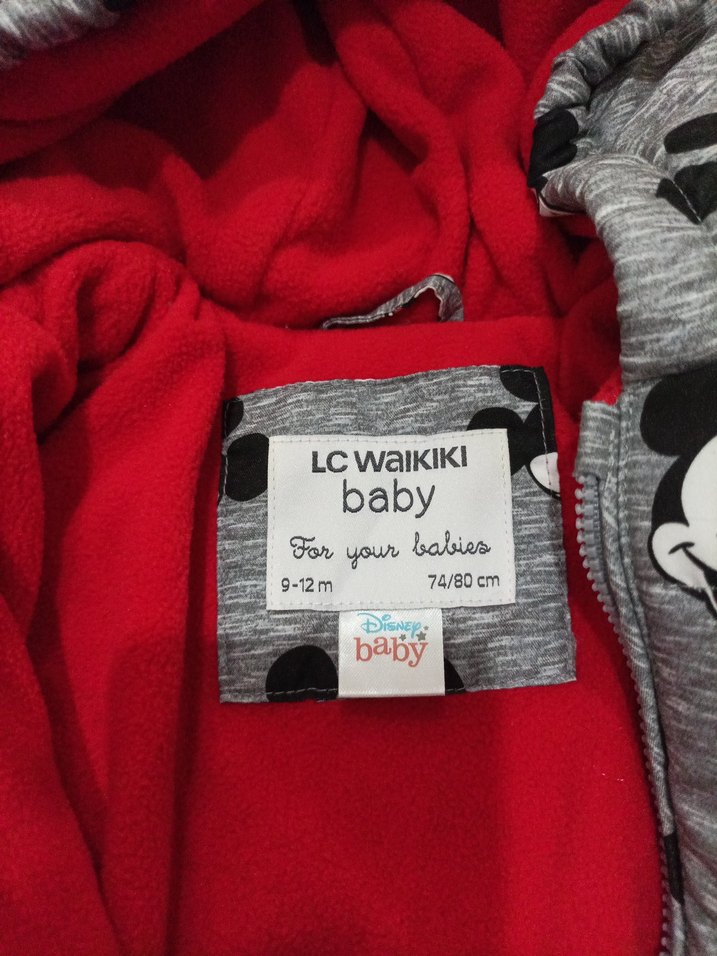 LC WAIKIKI
baby
For your babies
9-12 m 74/80 cm
Disney
baby